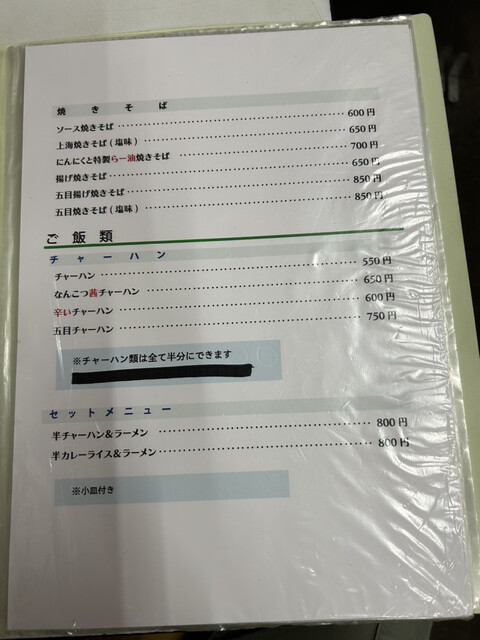 焼きそば
ソース焼きそば 600円
上海焼きそば(塩味) 650円
にんにくと特製らー油焼きそば 700円
揚げ焼きそば 650円
五目揚げ焼きそば 850円
五目焼きそば(塩味) 850円
ご飯類
チャーハン
チャーハン 550円
なんこつ茜チャーハン 650円
辛いチャーハン 600円
五目チャーハン 750円
※チャーハン類は全て半分にできます
セットメニュー
半チャーハン&ラーメン 800円
半カレーライス&ラーメン 800円
※小皿付き